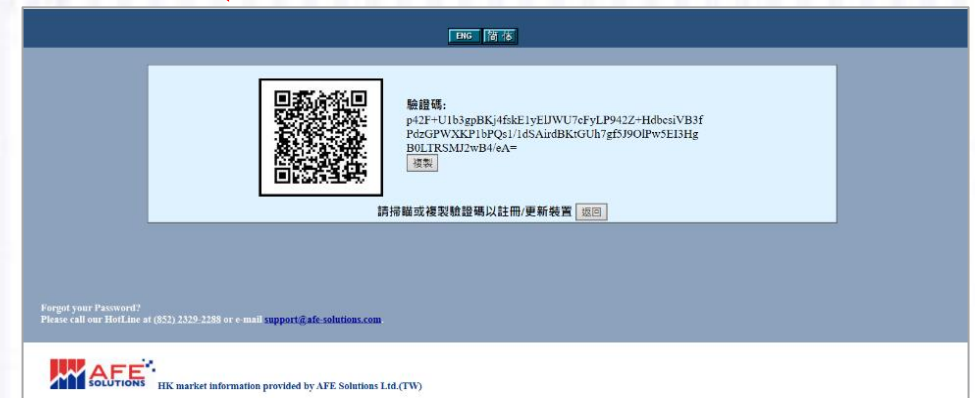 ENG 简体
驗證碼:
p42F+U1b3gpBKj4fskE1yElJWU7eFyLP942Z+HdbesiVB3f
PdzGPWXKP1bPQs1/1dSAirdBKtGUh7gf5J9OlPw5EI3Hg
B0LTRSMJ2wB4/eA=
複製
請掃瞄或複製驗證碼以註冊/更新裝置 返回
Forgot your Password?
Please call our HotLine at (852) 2329-2288 or e-mail support@afe-solutions.com.
AFE
SOLUTIONS
HK market information provided by AFE Solutions Ltd.(TW)